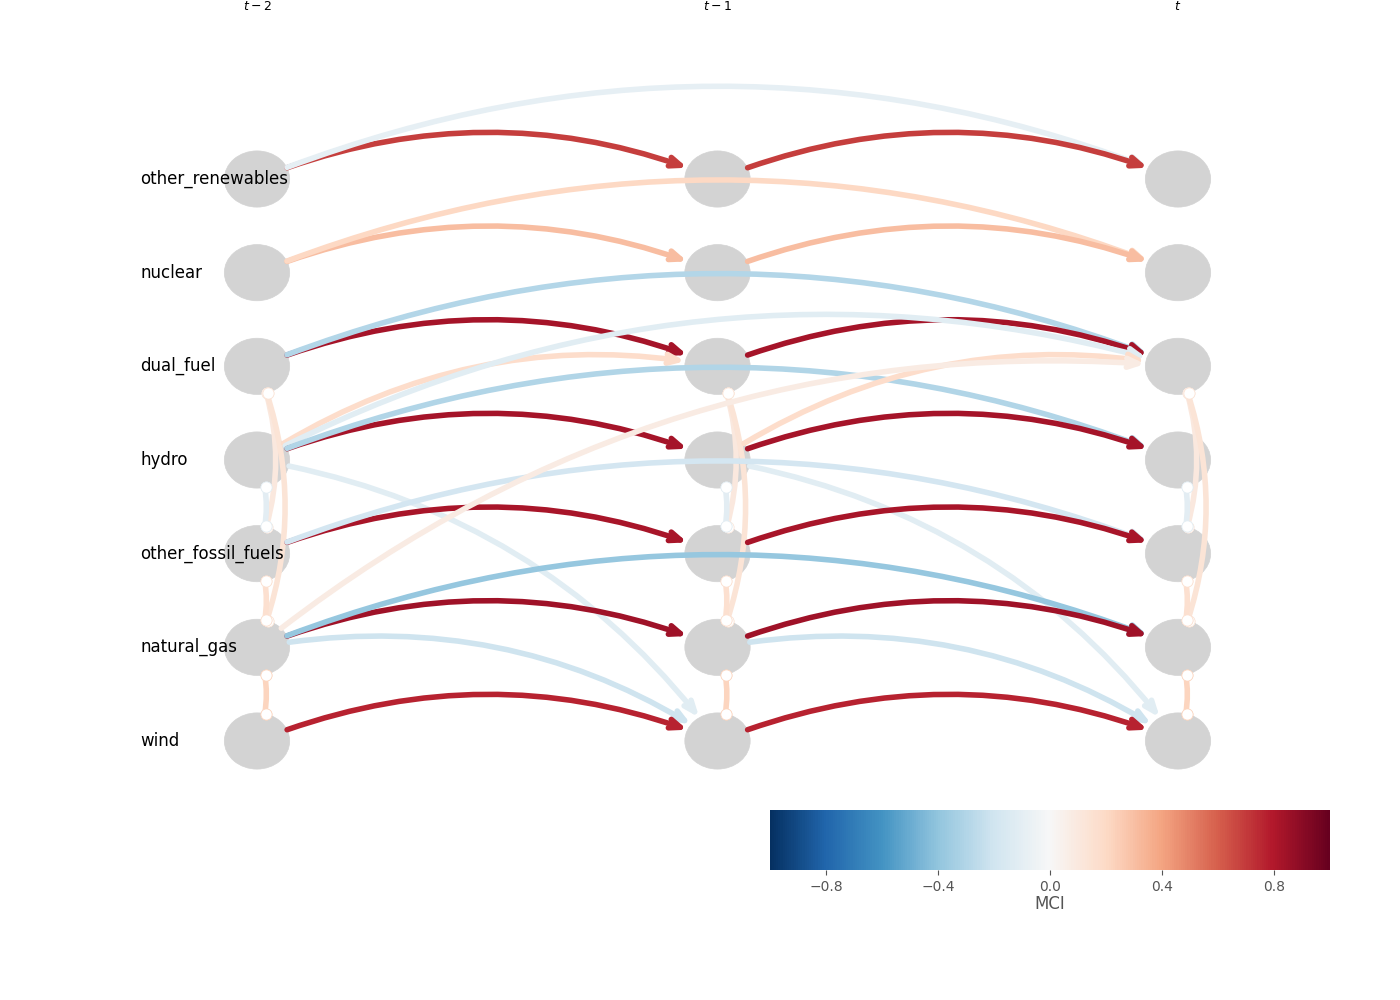 t − 2 t − 1 t
other_renewables
nuclear
dual_fuel
hydro
other_fossil_fuels
natural_gas
wind
−0.8 −0.4 0.0 0.4 0.8
MCI